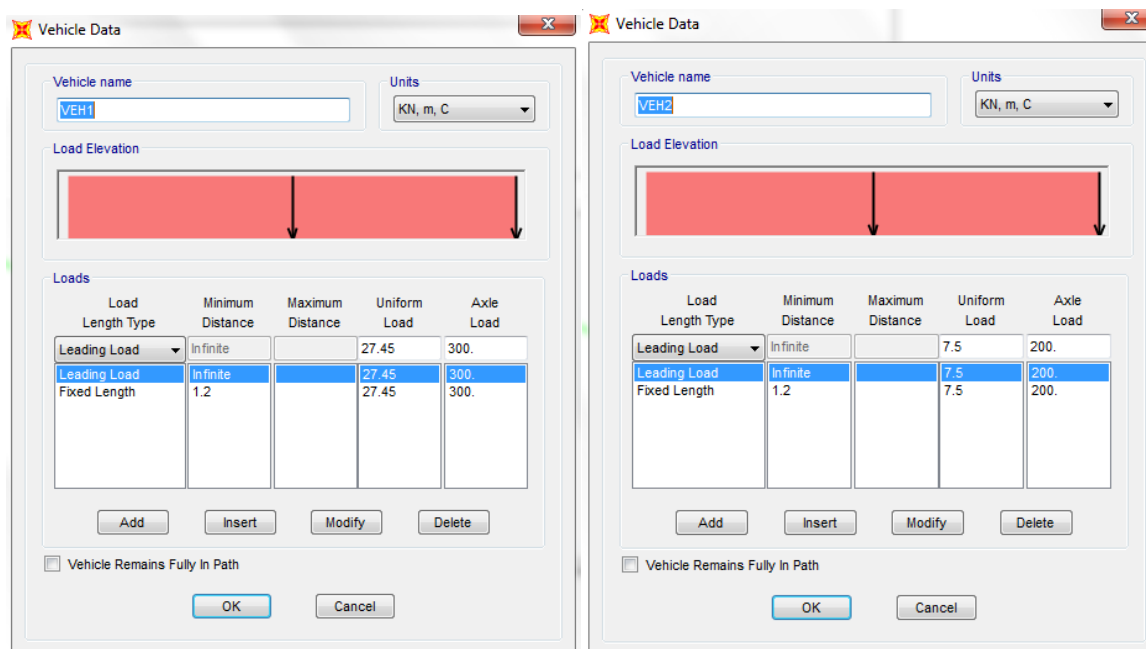 Vehicle Data
Vehicle name
Units
VEH1
KN, m, C
Load Elevation
Loads
Load Length Type
Minimum Distance
Maximum Distance
Uniform Load
Axle Load
Leading Load Infinite 27.45 300.
Leading Load Infinite 27.45 300.
Fixed Length 1.2 27.45 300.
Add Insert Modify Delete
Vehicle Remains Fully In Path
OK Cancel
Vehicle Data
Vehicle name
Units
VEH2
KN, m, C
Load Elevation
Loads
Load Length Type
Minimum Distance
Maximum Distance
Uniform Load
Axle Load
Leading Load Infinite 7.5 200.
Leading Load Infinite 7.5 200.
Fixed Length 1.2 7.5 200.
Add Insert Modify Delete
Vehicle Remains Fully In Path
OK Cancel